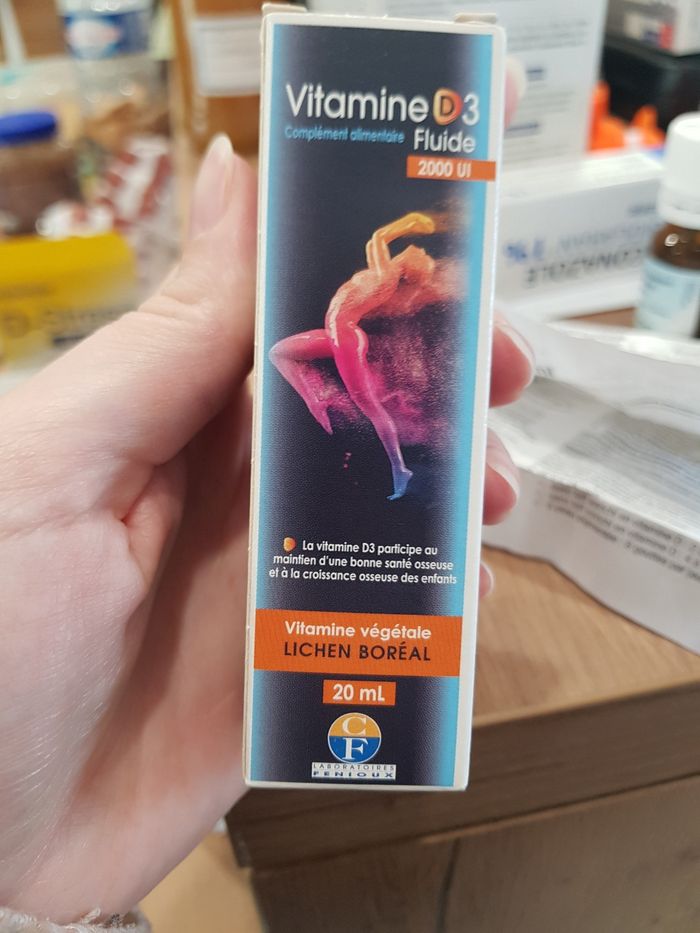 Vitamine D3
Complément alimentaire Fluide
2000 UI
La vitamine D3 participe au
maintien d'une bonne santé osseuse
et à la croissance osseuse des enfants
Vitamine végétale
LICHEN BORÉAL
20 mL
CF
LABORATOIRES
FENIOUX